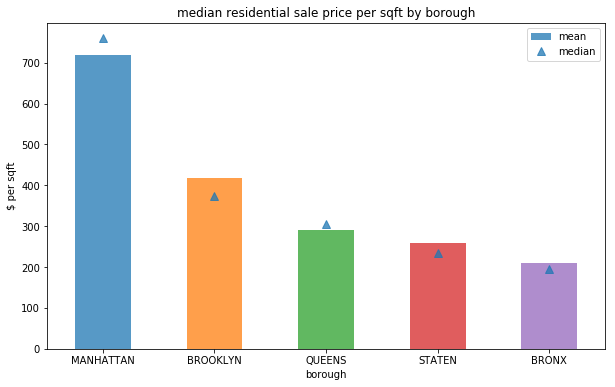 median residential sale price per sqft by borough
mean
median
$ per sqft
700
600
500
400
300
200
100
0
MANHATTAN
BROOKLYN
QUEENS
STATEN
BRONX
borough